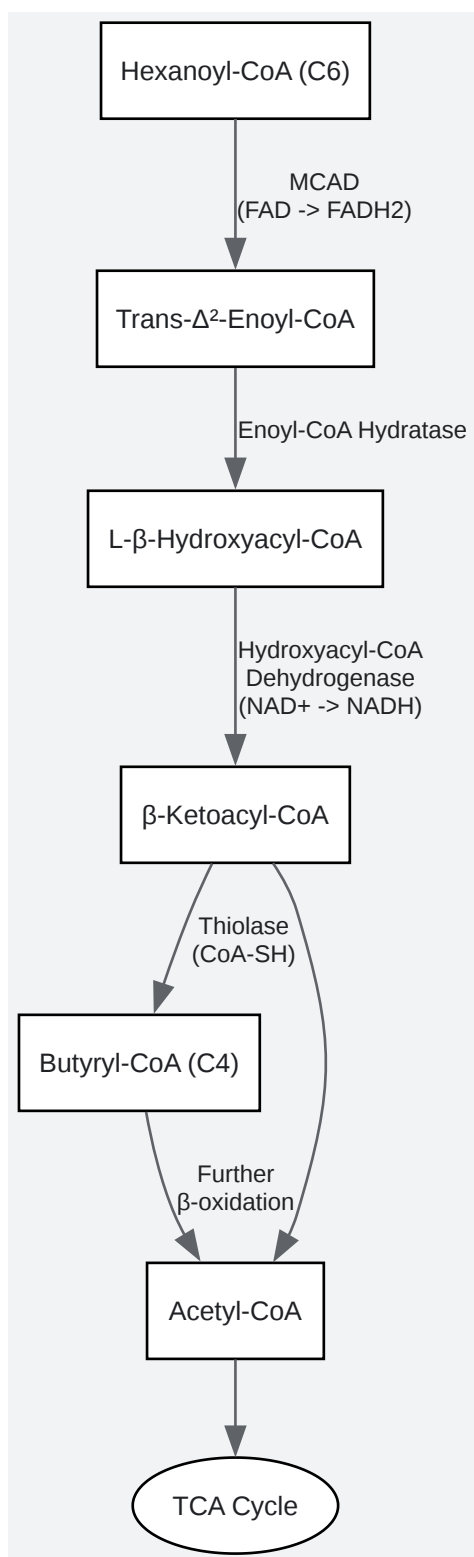 Hexanoyl-CoA (C6)
MCAD
(FAD -> FADH2)
Trans-Δ²-Enoyl-CoA
Enoyl-CoA Hydratase
L-β-Hydroxyacyl-CoA
Hydroxyacyl-CoA
Dehydrogenase
(NAD+ -> NADH)
β-Ketoacyl-CoA
Thiolase
(CoA-SH)
Butyryl-CoA (C4)
Further
β-oxidation
Acetyl-CoA
TCA Cycle